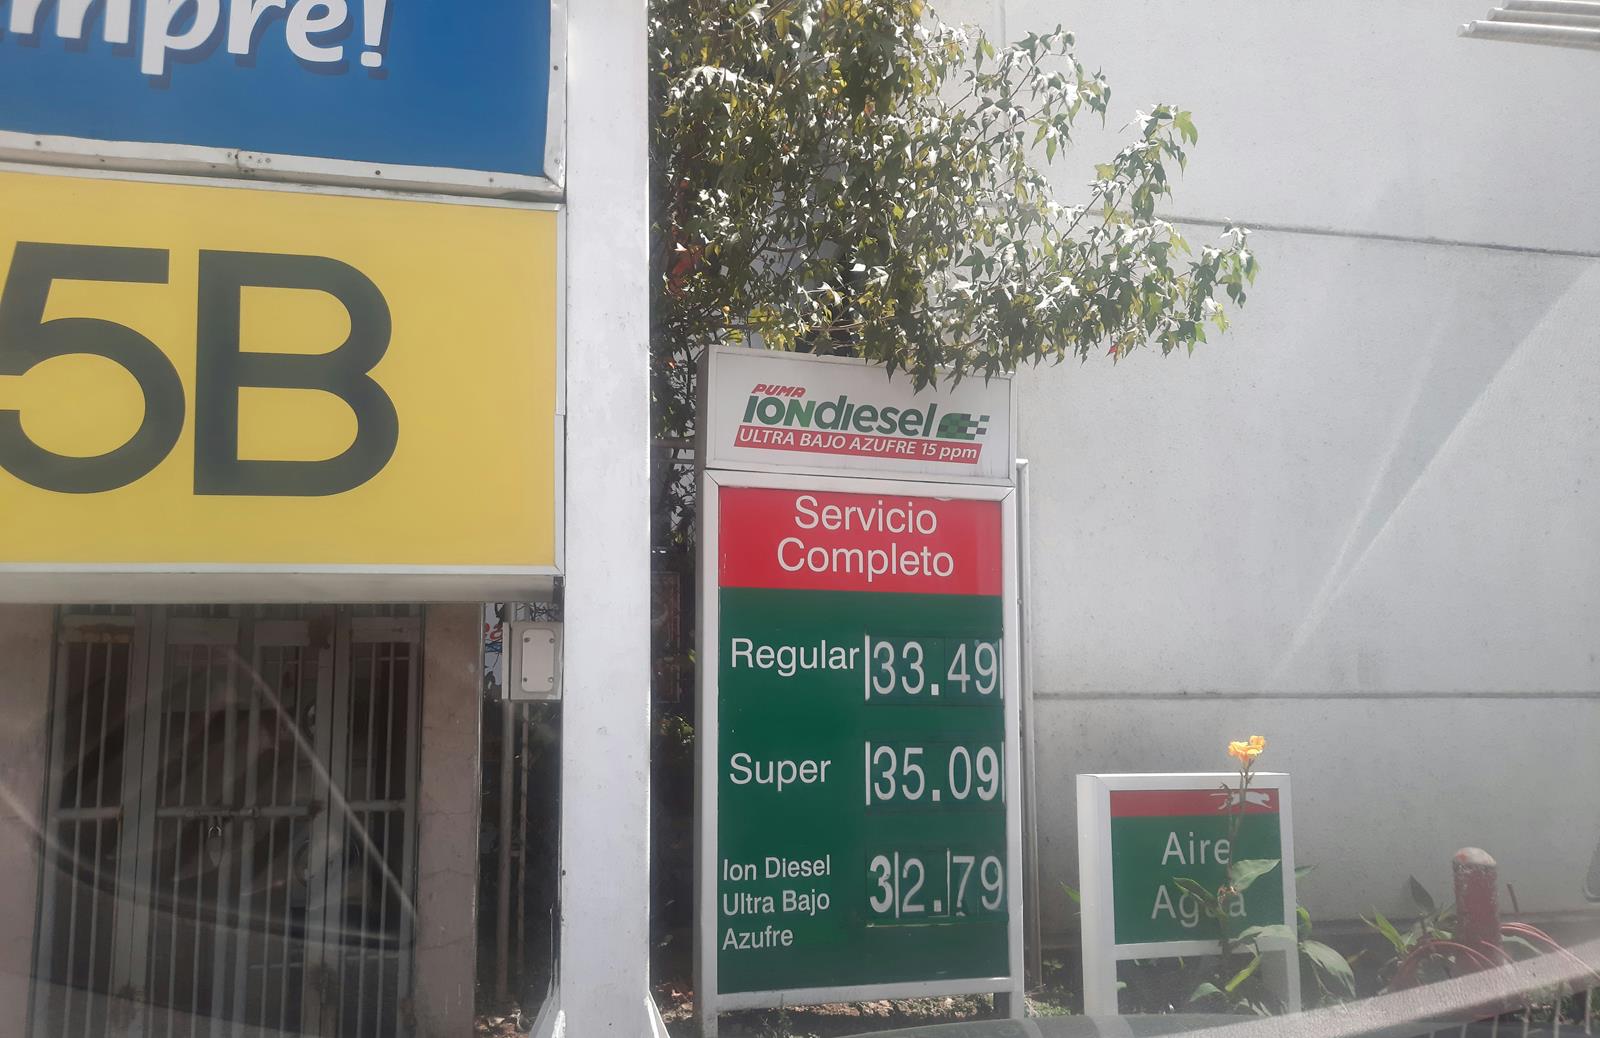 mpre!
5B
PUMA
IONDIESEL
ULTRA BAJO AZUFRE 15 ppm
Servicio
Completo
Regular 33.49
Super 35.09
Ion Diesel
Ultra Bajo
Azufre
32.79
Aire
Agua